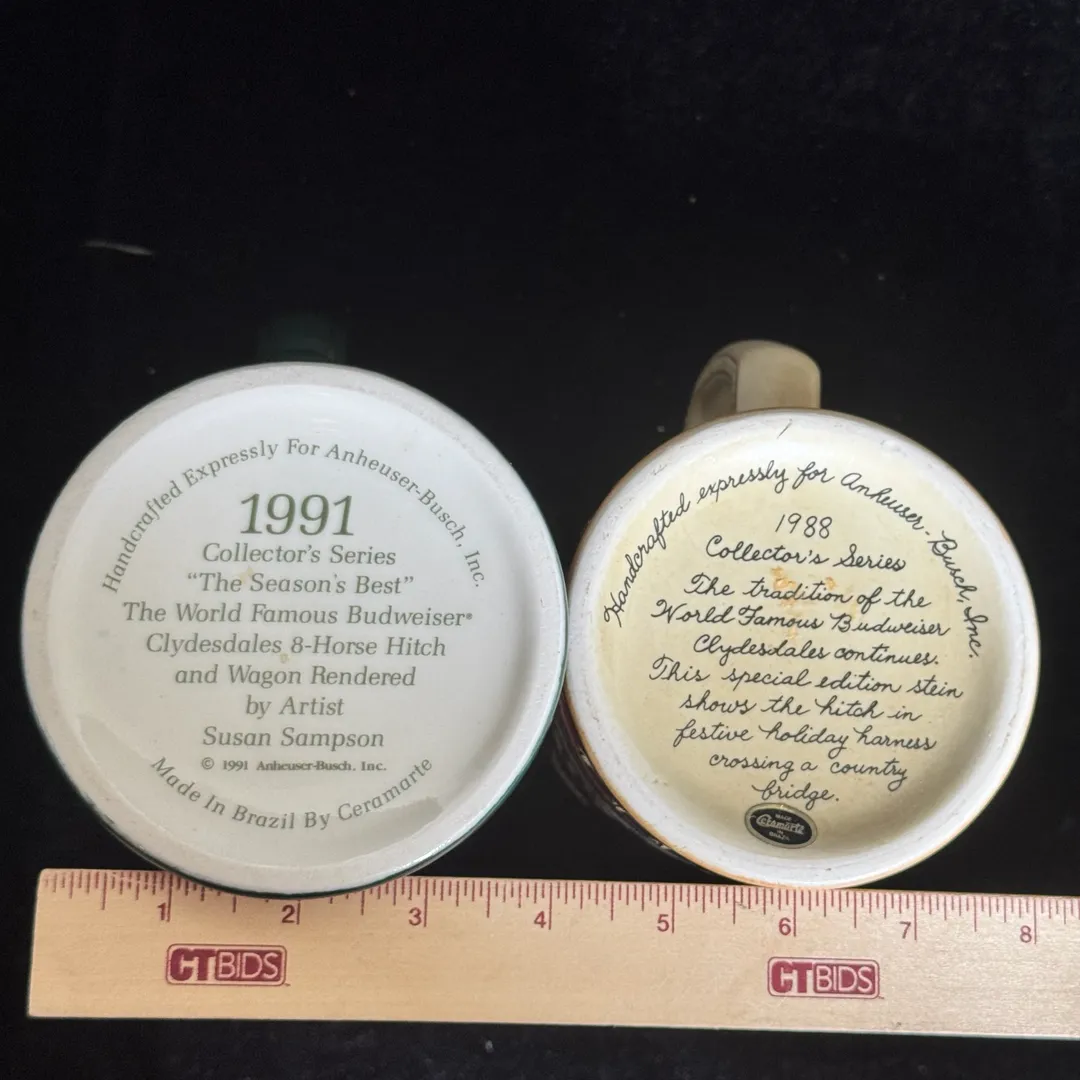 Handcrafted Expressly For Anheuser-Busch, Inc.
1991
Collector's Series
"The Season's Best"
The World Famous Budweiser®
Clydesdales 8-Horse Hitch
and Wagon Rendered
by Artist
Susan Sampson
© 1991 Anheuser-Busch, Inc.
Made In Brazil By Ceramarte
Handcrafted expressly for Anheuser-Busch, Inc.
1988
Collector's Series
The tradition of the
World Famous Budweiser
Clydesdales continues.
This special edition stein
shows the hitch in
festive holiday harness
crossing a country
bridge.
MADE
Ceramarte
IN
BRAZIL
1 2 3 4 5 6 7 8
CTBIDS
CTBIDS